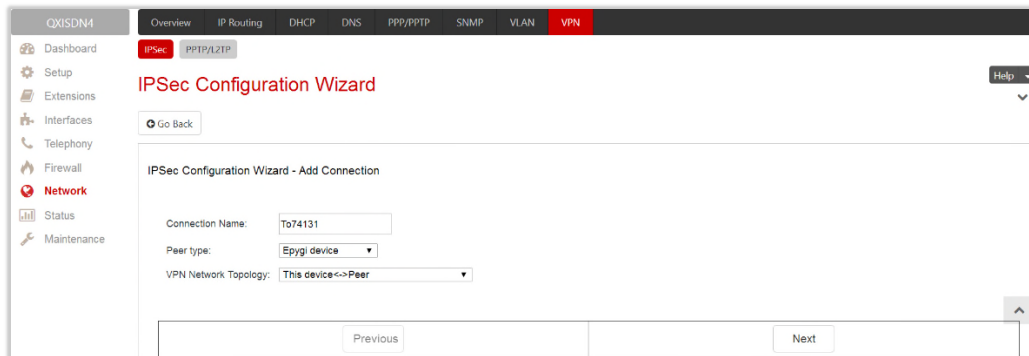 QXISDN4
Overview IP Routing DHCP DNS PPP/PPTP SNMP VLAN VPN
Dashboard
Setup
Extensions
Interfaces
Telephony
Firewall
Network
Status
Maintenance
IPSec PPTP/L2TP
IPSec Configuration Wizard
Help
Go Back
IPSec Configuration Wizard - Add Connection
Connection Name: To74131
Peer type: Epygi device
VPN Network Topology: This device<->Peer
Previous Next